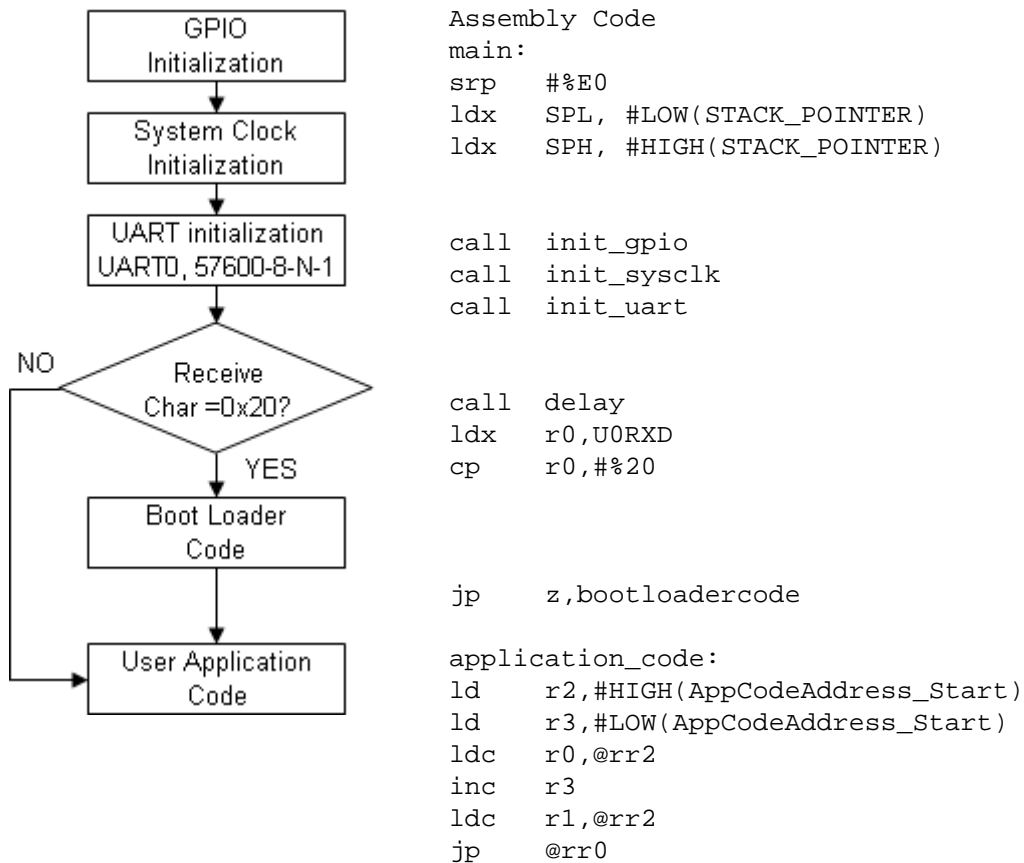 GPIO
Initialization
System Clock
Initialization
UART initialization
UART0, 57600-8-N-1
NO
Receive
Char =0x20?
YES
Boot Loader
Code
User Application
Code
Assembly Code
main:
srp #%E0
ldx SPL, #LOW(STACK_POINTER)
ldx SPH, #HIGH(STACK_POINTER)
call init_gpio
call init_sysclk
call init_uart
call delay
ldx r0,U0RXD
cp r0,#%20
jp z,bootloadercode
application_code:
ld r2,#HIGH(AppCodeAddress_Start)
ld r3,#LOW(AppCodeAddress_Start)
ldc r0,@rr2
inc r3
ldc r1,@rr2
jp @rr0